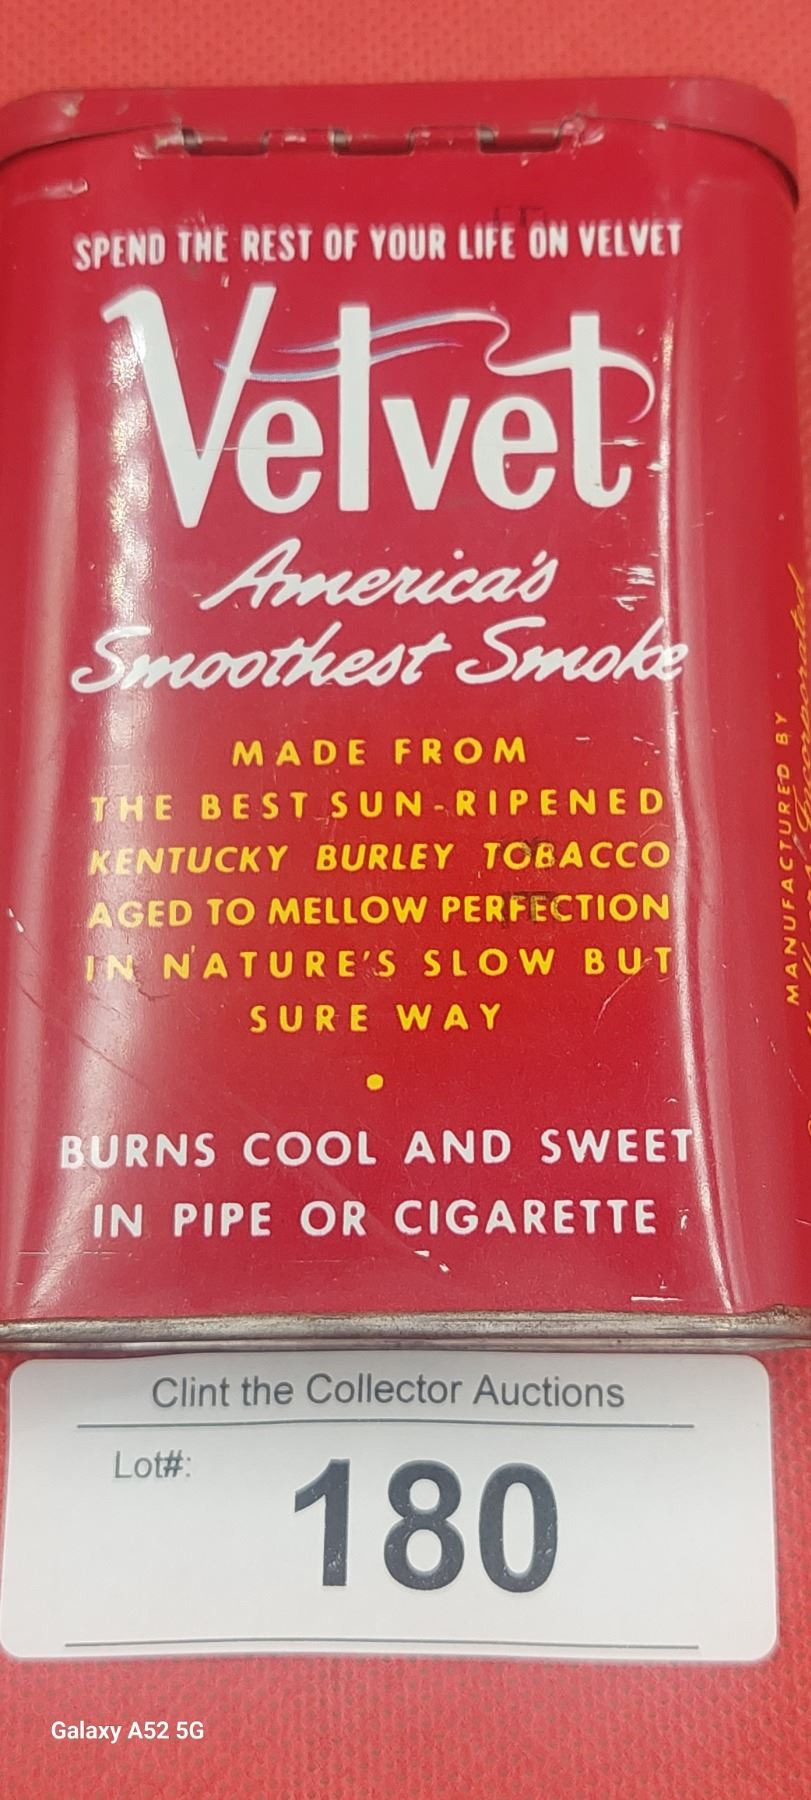 SPEND THE REST OF YOUR LIFE ON VELVET
Velvet
America's
Smoothest Smoke
MADE FROM
THE BEST SUN-RIPENED
KENTUCKY BURLEY TOBACCO
AGED TO MELLOW PERFECTION
IN NATURE'S SLOW BUT
SURE WAY
•
BURNS COOL AND SWEET
IN PIPE OR CIGARETTE
MANUFACTURED BY
Clint the Collector Auctions
Lot#:
180
Galaxy A52 5G